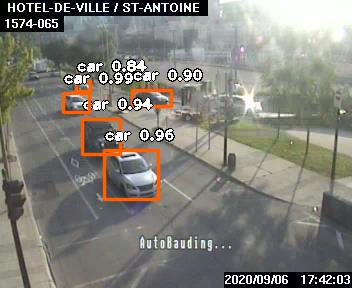 HOTEL-DE-VILLE / ST-ANTOINE
1574-065
car 0.84
car 0.99
car 0.90
car 0.94
car 0.96
AutoBauding...
2020/09/06 17:42:03